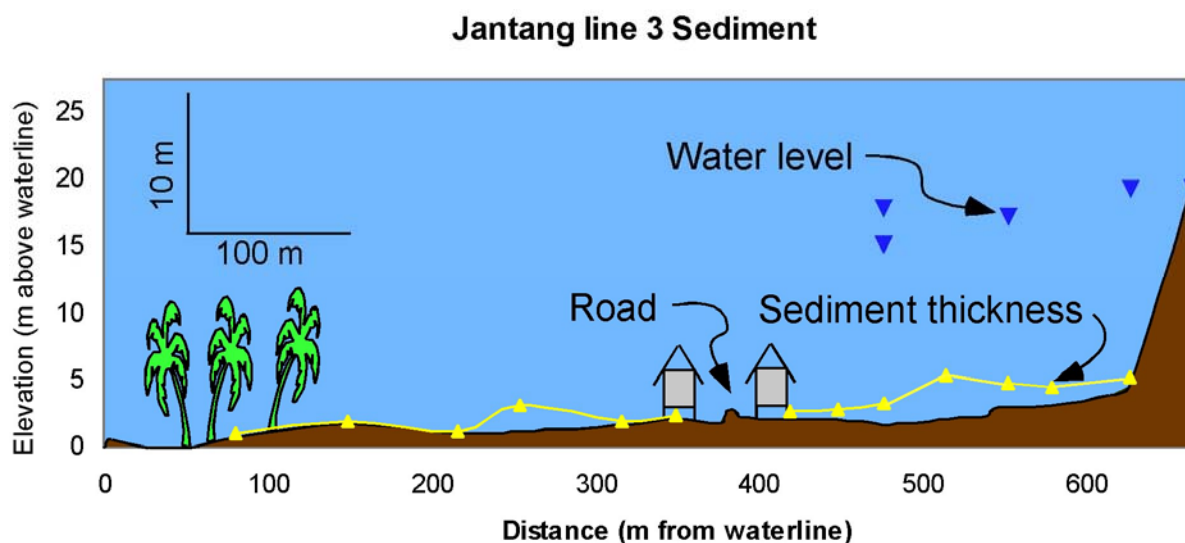 Jantang line 3 Sediment
Elevation (m above waterline)
25
20
15
10
5
0
10 m
100 m
Water level
Road
Sediment thickness
0 100 200 300 400 500 600
Distance (m from waterline)